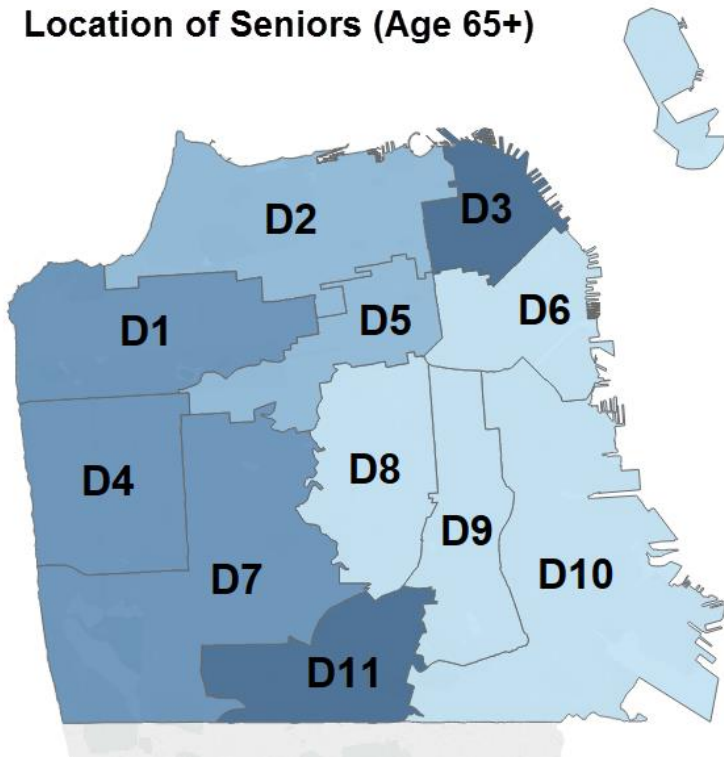 Location of Seniors (Age 65+)
D2
D3
D1
D5
D6
D4
D8
D9
D7
D10
D11